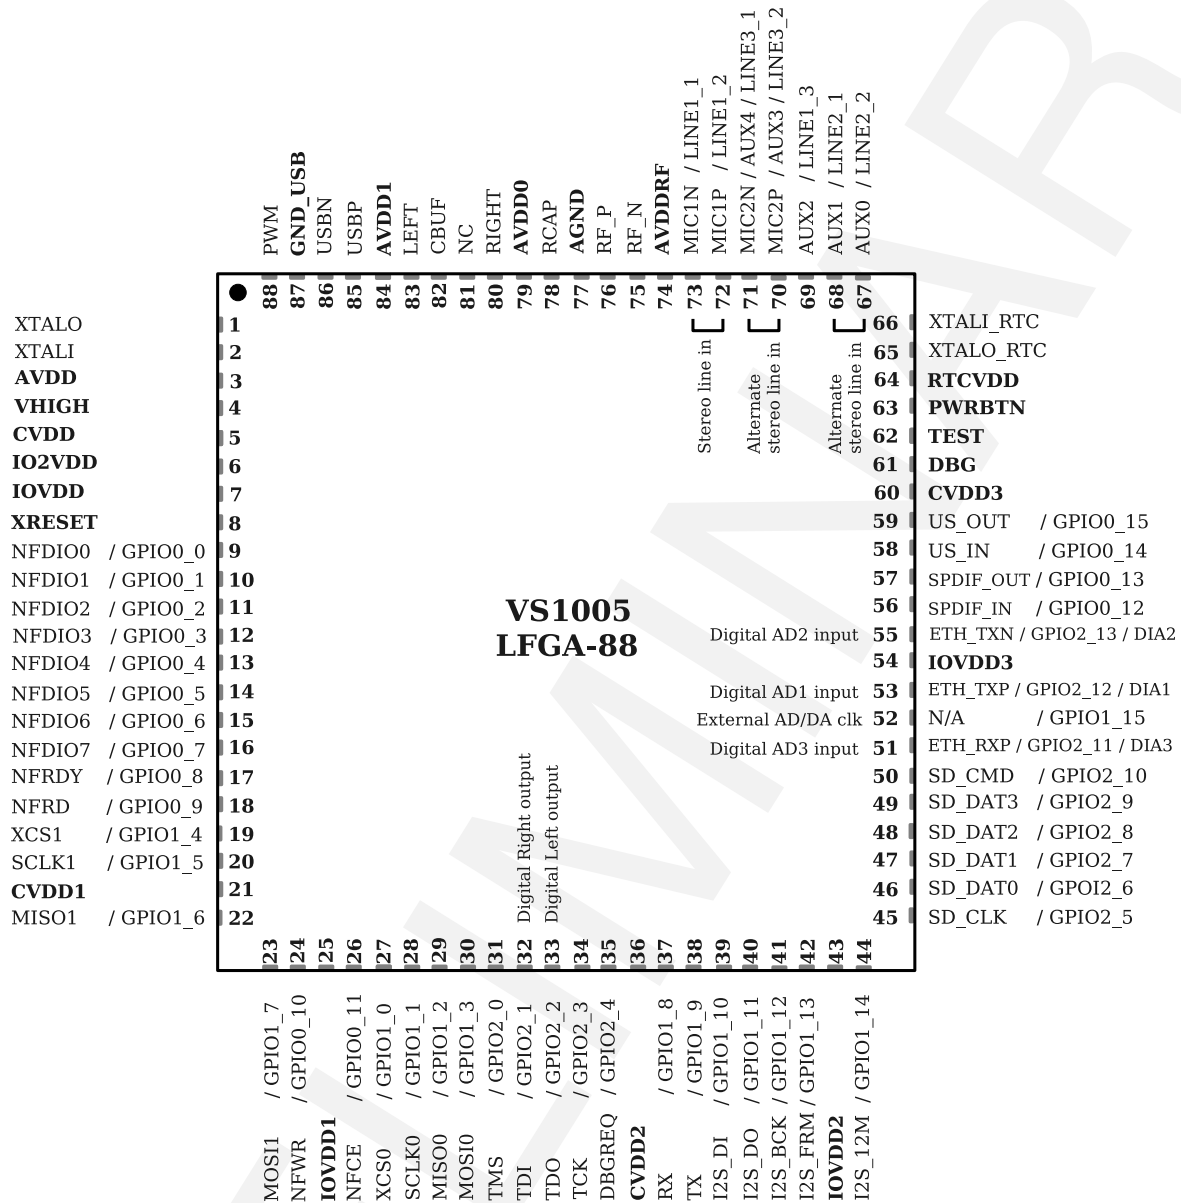 PWM
GND_USB
USBN
USBP
AVDD1
LEFT
CBUF
NC
RIGHT
AVDD0
RCAP
AGND
RF_P
RF_N
AVDDRF
MIC1N / LINE1_1
MIC1P / LINE1_2
MIC2N / AUX4 / LINE3_1
MIC2P / AUX3 / LINE3_2
AUX2 / LINE1_3
AUX1 / LINE2_1
AUX0 / LINE2_2
88 87 86 85 84 83 82 81 80 79 78 77 76 75 74 73 72 71 70 69 68 67
XTALO 1
XTALI 2
AVDD 3
VHIGH 4
CVDD 5
IO2VDD 6
IOVDD 7
XRESET 8
NFDIO0 / GPIO0_0 9
NFDIO1 / GPIO0_1 10
NFDIO2 / GPIO0_2 11
NFDIO3 / GPIO0_3 12
NFDIO4 / GPIO0_4 13
NFDIO5 / GPIO0_5 14
NFDIO6 / GPIO0_6 15
NFDIO7 / GPIO0_7 16
NFRDY / GPIO0_8 17
NFRD / GPIO0_9 18
XCS1 / GPIO1_4 19
SCLK1 / GPIO1_5 20
CVDD1 21
MISO1 / GPIO1_6 22
Stereo line in
Alternate
stereo line in
Alternate
stereo line in
VS1005
LFGA-88
66 XTALI_RTC
65 XTALO_RTC
64 RTCVDD
63 PWRBTN
62 TEST
61 DBG
60 CVDD3
59 US_OUT / GPIO0_15
58 US_IN / GPIO0_14
57 SPDIF_OUT / GPIO0_13
56 SPDIF_IN / GPIO0_12
Digital AD2 input 55 ETH_TXN / GPIO2_13 / DIA2
54 IOVDD3
Digital AD1 input 53 ETH_TXP / GPIO2_12 / DIA1
External AD/DA clk 52 N/A / GPIO1_15
Digital AD3 input 51 ETH_RXP / GPIO2_11 / DIA3
50 SD_CMD / GPIO2_10
49 SD_DAT3 / GPIO2_9
48 SD_DAT2 / GPIO2_8
47 SD_DAT1 / GPIO2_7
46 SD_DAT0 / GPOI2_6
45 SD_CLK / GPIO2_5
Digital Right output
Digital Left output
23 24 25 26 27 28 29 30 31 32 33 34 35 36 37 38 39 40 41 42 43 44
MOSI1 / GPIO1_7
NFWR / GPIO0_10
IOVDD1
NFCE / GPIO0_11
XCS0 / GPIO1_0
SCLK0 / GPIO1_1
MISO0 / GPIO1_2
MOSI0 / GPIO1_3
TMS / GPIO2_0
TDI / GPIO2_1
TDO / GPIO2_2
TCK / GPIO2_3
DBGREQ / GPIO2_4
CVDD2
RX / GPIO1_8
TX / GPIO1_9
I2S_DI / GPIO1_10
I2S_DO / GPIO1_11
I2S_BCK / GPIO1_12
I2S_FRM / GPIO1_13
IOVDD2
I2S_12M / GPIO1_14